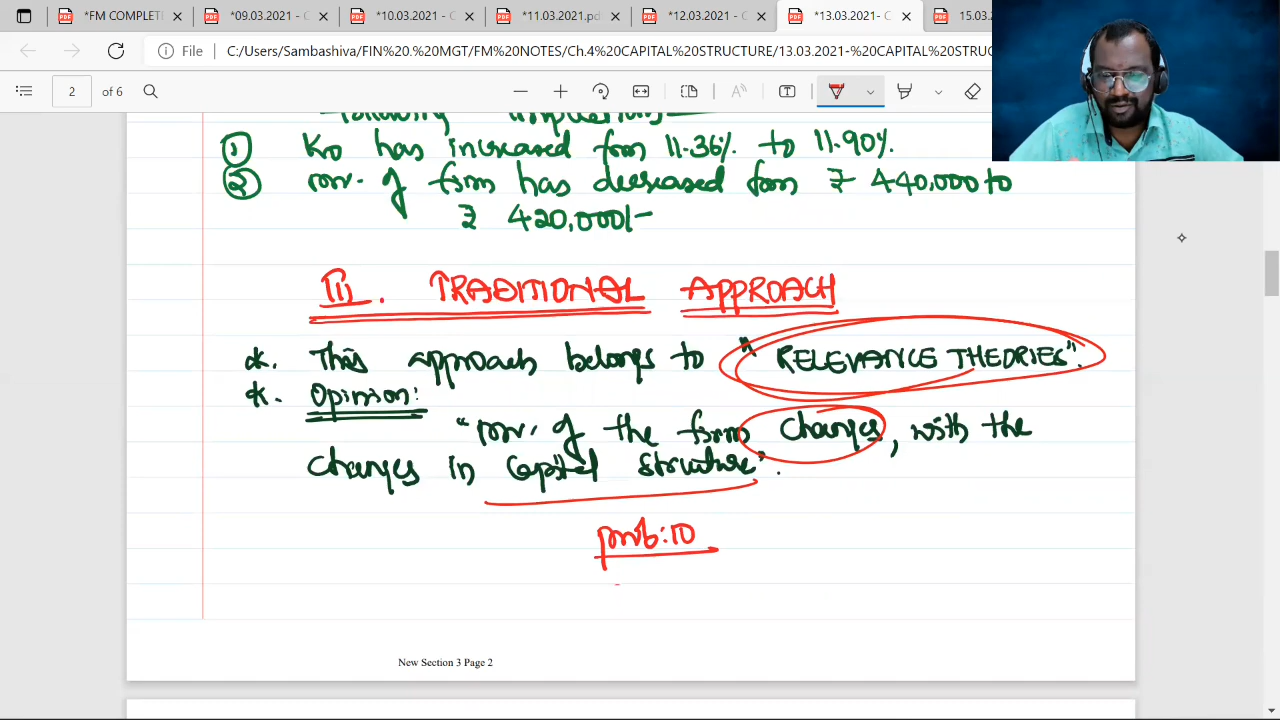 *FM COMPLETE
*09.03.2021 - C
*10.03.2021 - C
*11.03.2021.pd
*12.03.2021 - C
*13.03.2021- C
15.03
File
C:/Users/Sambashiva/FIN%20.%20MGT/FM%20NOTES/Ch.4%20CAPITAL%20STRUCTURE/13.03.2021-%20CAPITAL%20STRUC
2 of 6
following implications
① Ko has increased from 11.36% to 11.90%.
② mv. of firm has decreased from ₹ 440,000 to
₹ 420,000/-
III. TRADITIONAL APPROACH
*. This approach belongs to "RELEVANCE THEORIES".
*. Opinion:
"mv. of the firm changes, with the
changes in capital structure".
prob:10
New Section 3 Page 2